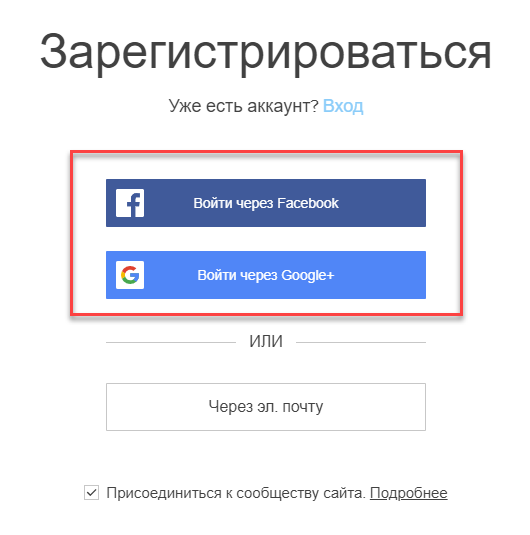 Зарегистрироваться
Уже есть аккаунт? Вход
Войти через Facebook
Войти через Google+
ИЛИ
Через эл. почту
Присоединиться к сообществу сайта. Подробнее